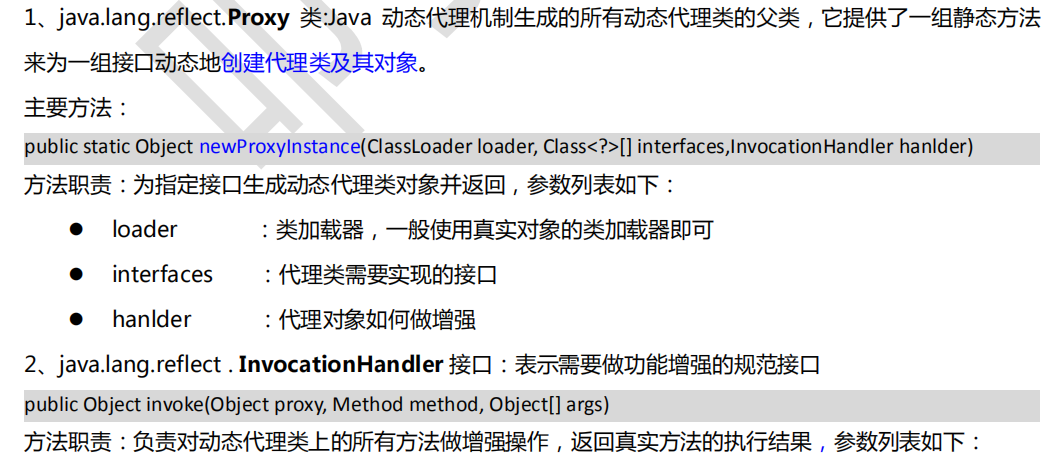 1、java.lang.reflect.Proxy 类:Java 动态代理机制生成的所有动态代理类的父类，它提供了一组静态方法
来为一组接口动态地创建代理类及其对象。
主要方法：
public static Object newProxyInstance(ClassLoader loader, Class<?>[] interfaces,InvocationHandler hanlder)
方法职责：为指定接口生成动态代理类对象并返回，参数列表如下：
● loader ：类加载器，一般使用真实对象的类加载器即可
● interfaces ：代理类需要实现的接口
● hanlder ：代理对象如何做增强
2、java.lang.reflect . InvocationHandler 接口：表示需要做功能增强的规范接口
public Object invoke(Object proxy, Method method, Object[] args)
方法职责：负责对动态代理类上的所有方法做增强操作，返回真实方法的执行结果，参数列表如下：